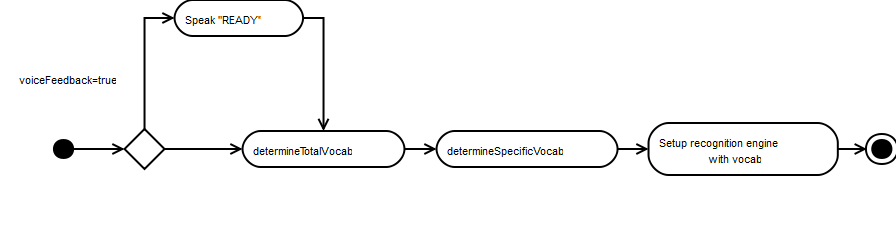 Speak "READY"
voiceFeedback=true
determineTotalVocab
determineSpecificVocab
Setup recognition engine
with vocab